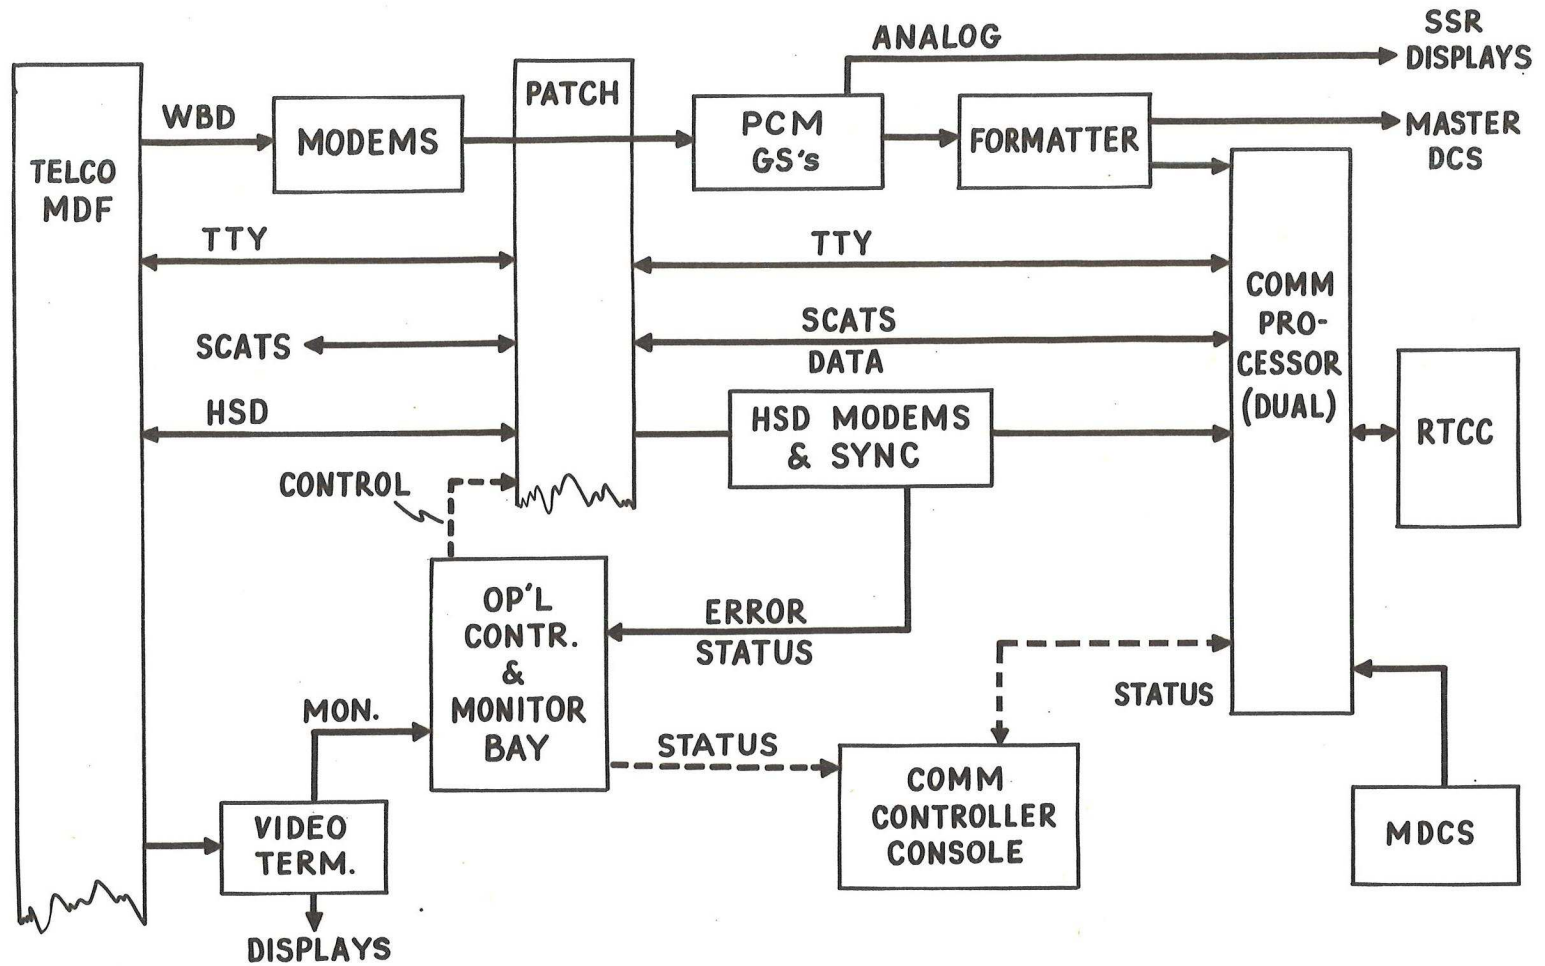 ANALOG
SSR
DISPLAYS
WBD
MODEMS
PATCH
PCM
GS's
FORMATTER
MASTER
DCS
TELCO
MDF
TTY
TTY
COMM
PRO-
CESSOR
(DUAL)
SCATS
SCATS
DATA
HSD
HSD MODEMS
& SYNC
RTCC
CONTROL
OP'L
CONTR.
&
MONITOR
BAY
ERROR
STATUS
STATUS
MON.
STATUS
COMM
CONTROLLER
CONSOLE
MDCS
VIDEO
TERM.
DISPLAYS